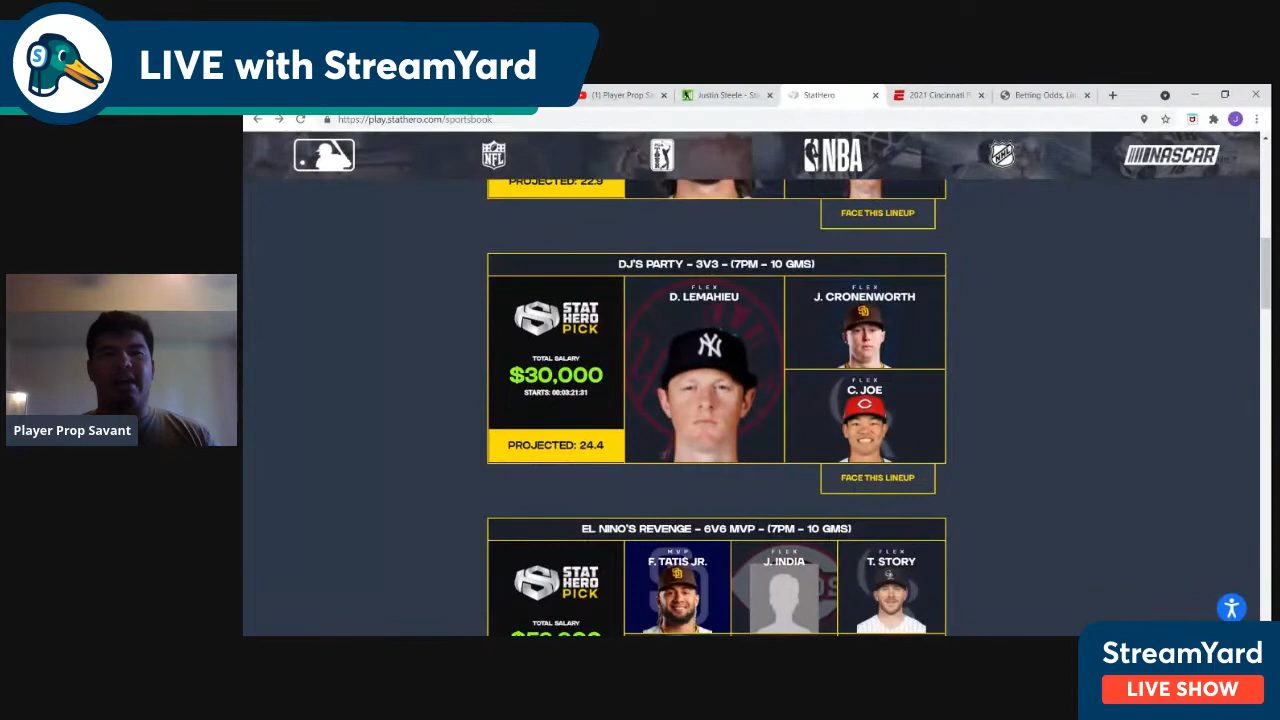 LIVE with StreamYard
(1) Player Prop Sa
Justin Steele - Sta
StatHero
2021 Cincinnati R
Betting Odds, Lin
https://play.stathero.com/sportsbook
NFL
NBA
NASCAR
PROJECTED: 22.9
FACE THIS LINEUP
DJ'S PARTY - 3V3 - (7PM - 10 GMS)
STAT
HERO
PICK
TOTAL SALARY
$30,000
STARTS: 00:03:21:31
PROJECTED: 24.4
FLEX
D. LEMAHIEU
FLEX
J. CRONENWORTH
FLEX
C. JOE
FACE THIS LINEUP
EL NINO'S REVENGE - 6V6 MVP - (7PM - 10 GMS)
STAT
HERO
PICK
TOTAL SALARY
MVP
F. TATIS JR.
FLEX
J. INDIA
FLEX
T. STORY
Player Prop Savant
StreamYard
LIVE SHOW